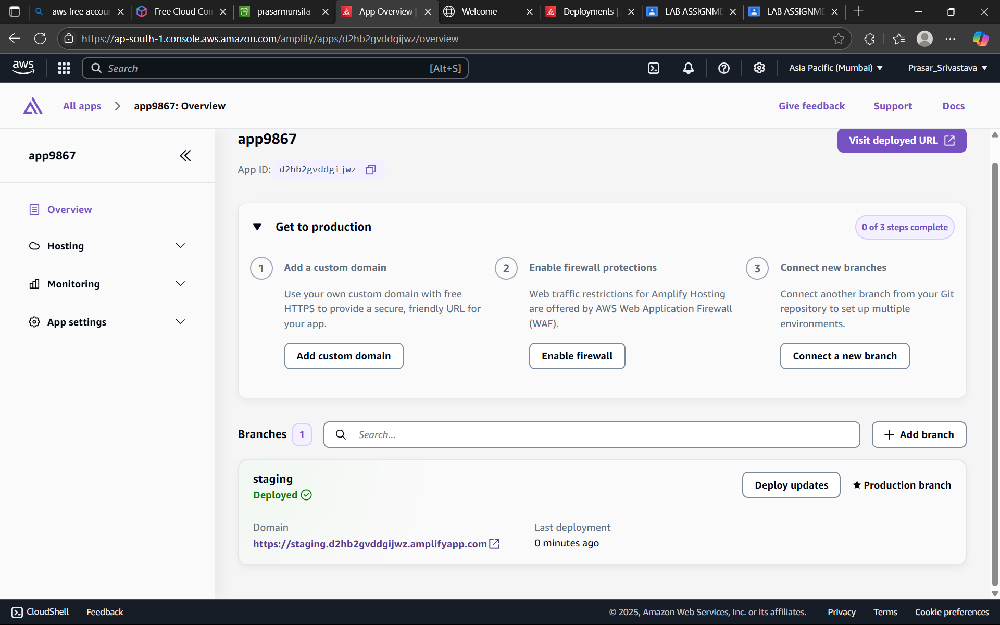 aws free accour
Free Cloud Con
prasarmunsifa
App Overview |
Welcome
Deployments |
LAB ASSIGNME
LAB ASSIGNME
https://ap-south-1.console.aws.amazon.com/amplify/apps/d2hb2gvddgijwz/overview
aws
Search
[Alt+S]
Asia Pacific (Mumbai)
Prasar_Srivastava
All apps
app9867: Overview
Give feedback
Support
Docs
app9867
Overview
Hosting
Monitoring
App settings
app9867
Visit deployed URL
App ID: d2hb2gvddgijwz
Get to production
0 of 3 steps complete
1
Add a custom domain
Use your own custom domain with free
HTTPS to provide a secure, friendly URL for
your app.
Add custom domain
2
Enable firewall protections
Web traffic restrictions for Amplify Hosting
are offered by AWS Web Application Firewall
(WAF).
Enable firewall
3
Connect new branches
Connect another branch from your Git
repository to set up multiple
environments.
Connect a new branch
Branches 1
Search...
Add branch
staging
Deployed
Deploy updates
Production branch
Domain
https://staging.d2hb2gvddgijwz.amplifyapp.com
Last deployment
0 minutes ago
CloudShell
Feedback
© 2025, Amazon Web Services, Inc. or its affiliates.
Privacy
Terms
Cookie preferences